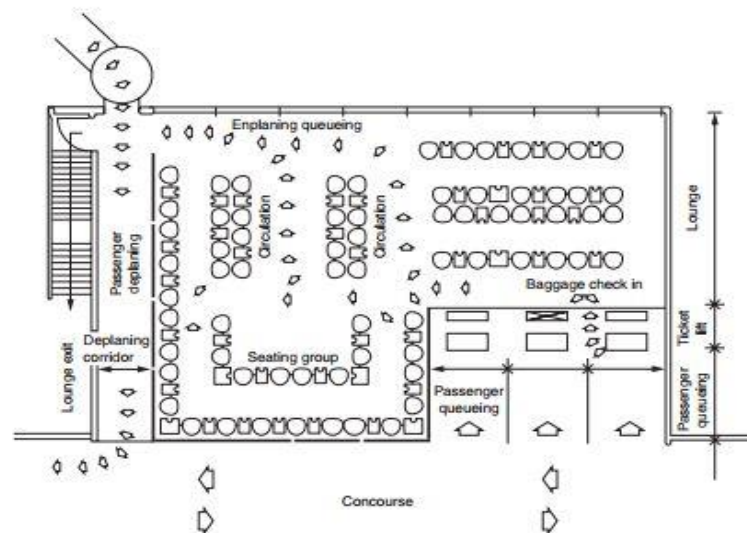 Enplaning queueing
Circulation
Circulation
Lounge
Passenger
deplaning
Baggage check in
Ticket
lift
Deplaning
corridor
Lounge exit
Seating group
Passenger
queueing
Passenger
queueing
Concourse